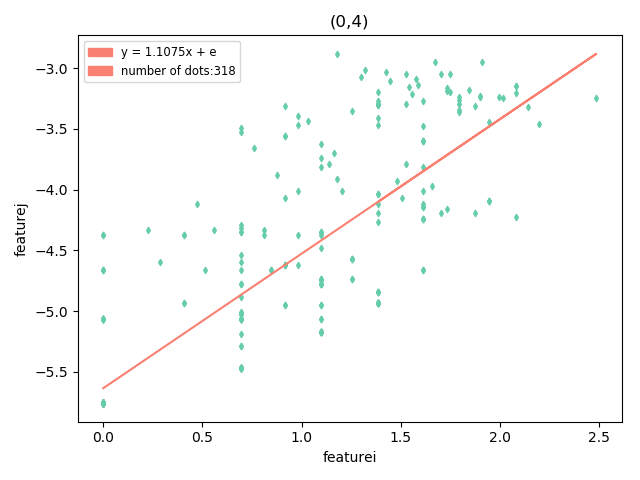 (0,4)
y = 1.1075x + e
number of dots:318
−3.0
−3.5
−4.0
−4.5
−5.0
−5.5
featurej
0.0 0.5 1.0 1.5 2.0 2.5
featurei